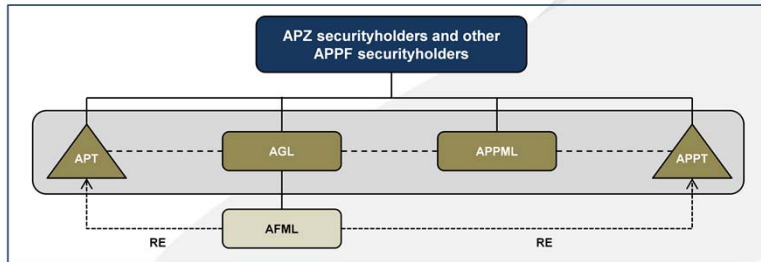 APZ securityholders and other
APPF securityholders
APT
AGL
APPML
APPT
AFML
RE
RE